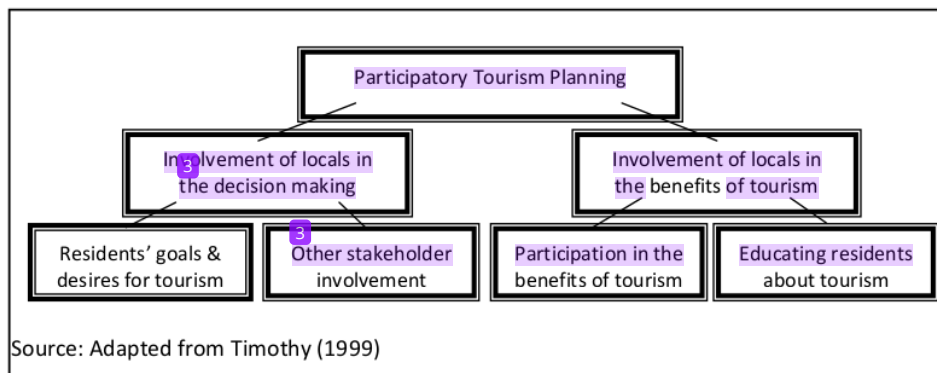 Participatory Tourism Planning
Involvement of locals in
the decision making
3
Involvement of locals in
the benefits of tourism
Residents’ goals &
desires for tourism
3
Other stakeholder
involvement
Participation in the
benefits of tourism
Educating residents
about tourism
Source: Adapted from Timothy (1999)